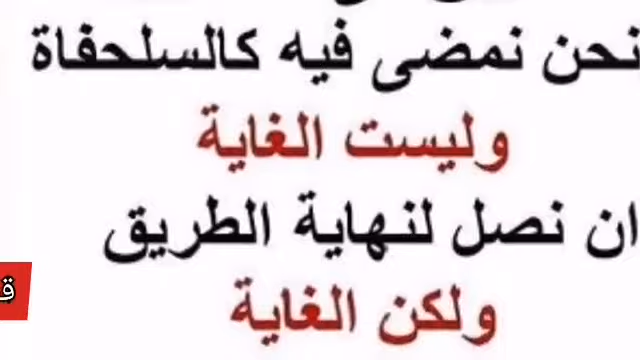 نحن نمضى فيه كالسلحفاة
وليست الغاية
ان نصل لنهاية الطريق
ولكن الغاية